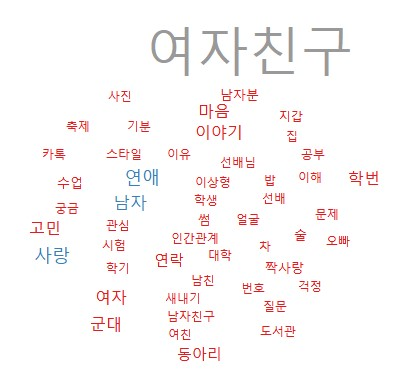 여자친구
사진 남자분
마음 지갑
축제 기분 이야기 집
카톡 스타일 이유 선배님 공부
수업 연애 이상형 밥 이해 학번
궁금 남자 학생 선배
고민 관심 썸 얼굴 문제
사랑 시험 인간관계 차 술 오빠
학기 연락 대학 짝사랑
여자 새내기 남친 번호 걱정
군대 남자친구 질문
여친 도서관
동아리